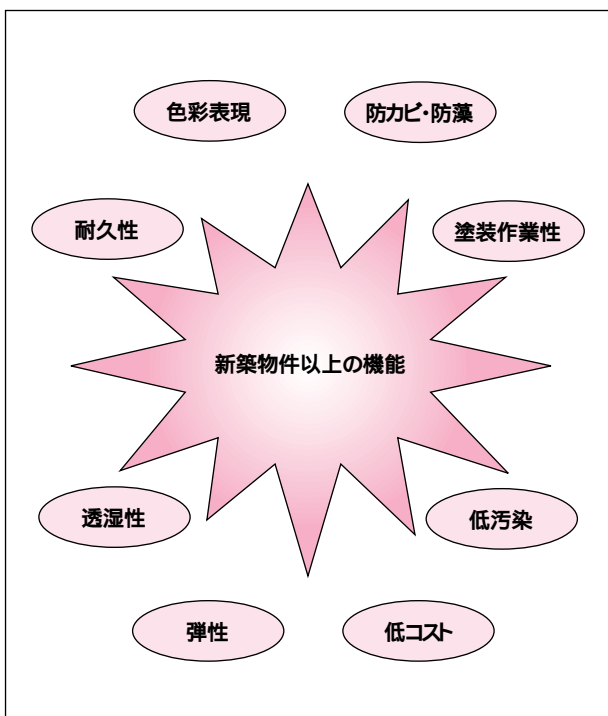 色彩表現
防カビ・防藻
耐久性
塗装作業性
新築物件以上の機能
透湿性
低汚染
弾性
低コスト